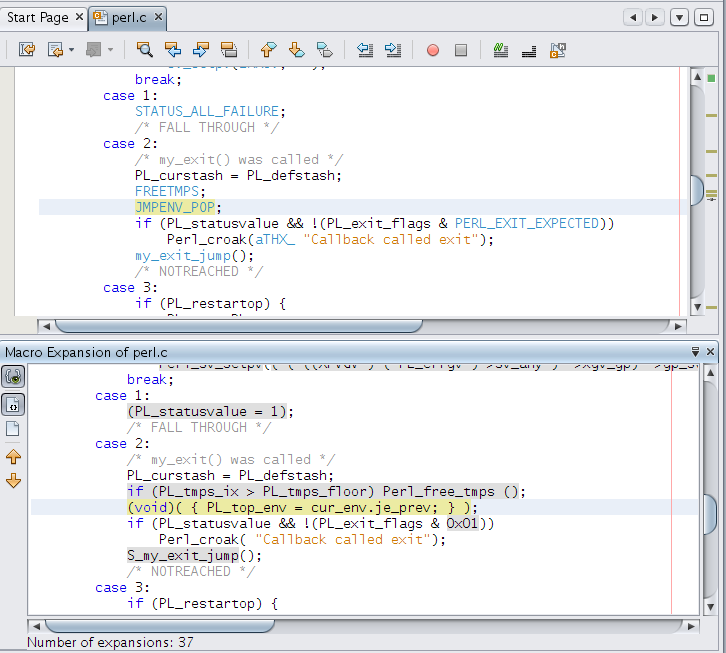 Start Page
perl.c
break;
case 1:
STATUS_ALL_FAILURE;
/* FALL THROUGH */
case 2:
/* my_exit() was called */
PL_curstash = PL_defstash;
FREETMPS;
JMPENV_POP;
if (PL_statusvalue && !(PL_exit_flags & PERL_EXIT_EXPECTED))
Perl_croak(aTHX_ "Callback called exit");
my_exit_jump();
/* NOTREACHED */
case 3:
if (PL_restartop) {
Macro Expansion of perl.c
break;
case 1:
(PL_statusvalue = 1);
/* FALL THROUGH */
case 2:
/* my_exit() was called */
PL_curstash = PL_defstash;
if (PL_tmps_ix > PL_tmps_floor) Perl_free_tmps ();
(void)( { PL_top_env = cur_env.je_prev; } );
if (PL_statusvalue && !(PL_exit_flags & 0x01))
Perl_croak( "Callback called exit");
S_my_exit_jump();
/* NOTREACHED */
case 3:
if (PL_restartop) {
Number of expansions: 37